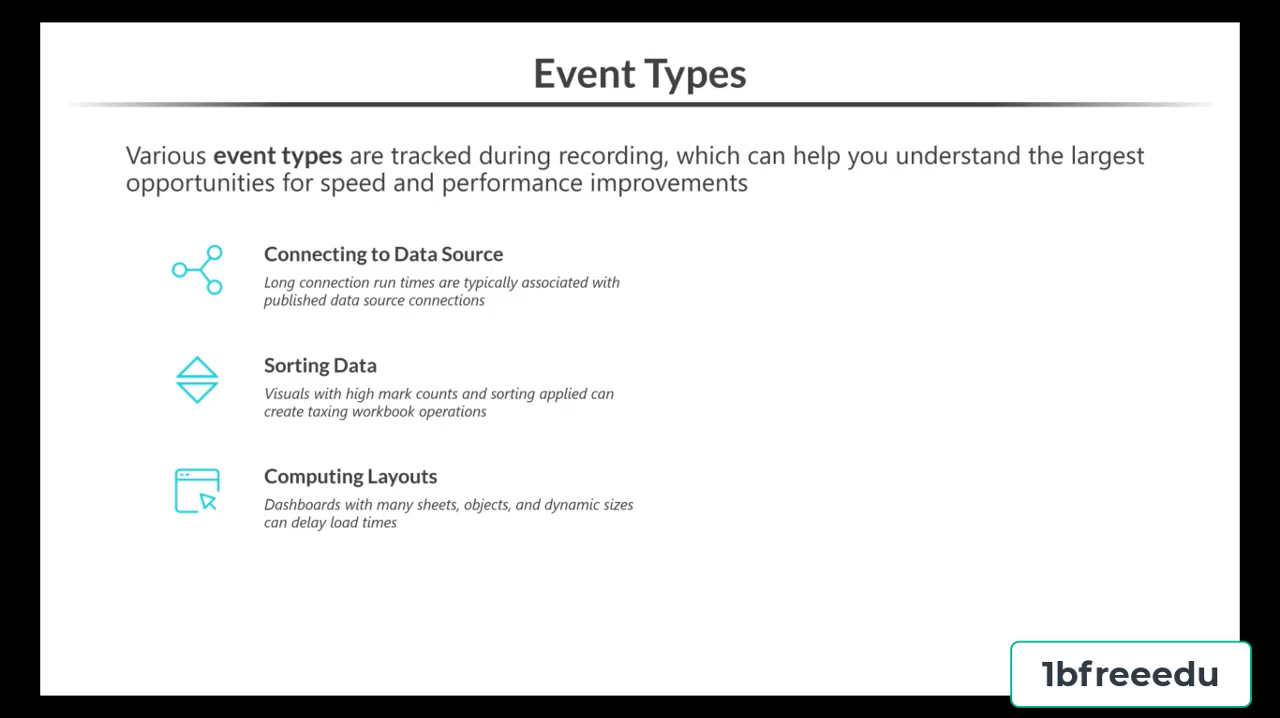 Event Types
Various event types are tracked during recording, which can help you understand the largest
opportunities for speed and performance improvements
Connecting to Data Source
Long connection run times are typically associated with
published data source connections
Sorting Data
Visuals with high mark counts and sorting applied can
create taxing workbook operations
Computing Layouts
Dashboards with many sheets, objects, and dynamic sizes
can delay load times
1bfreeedu